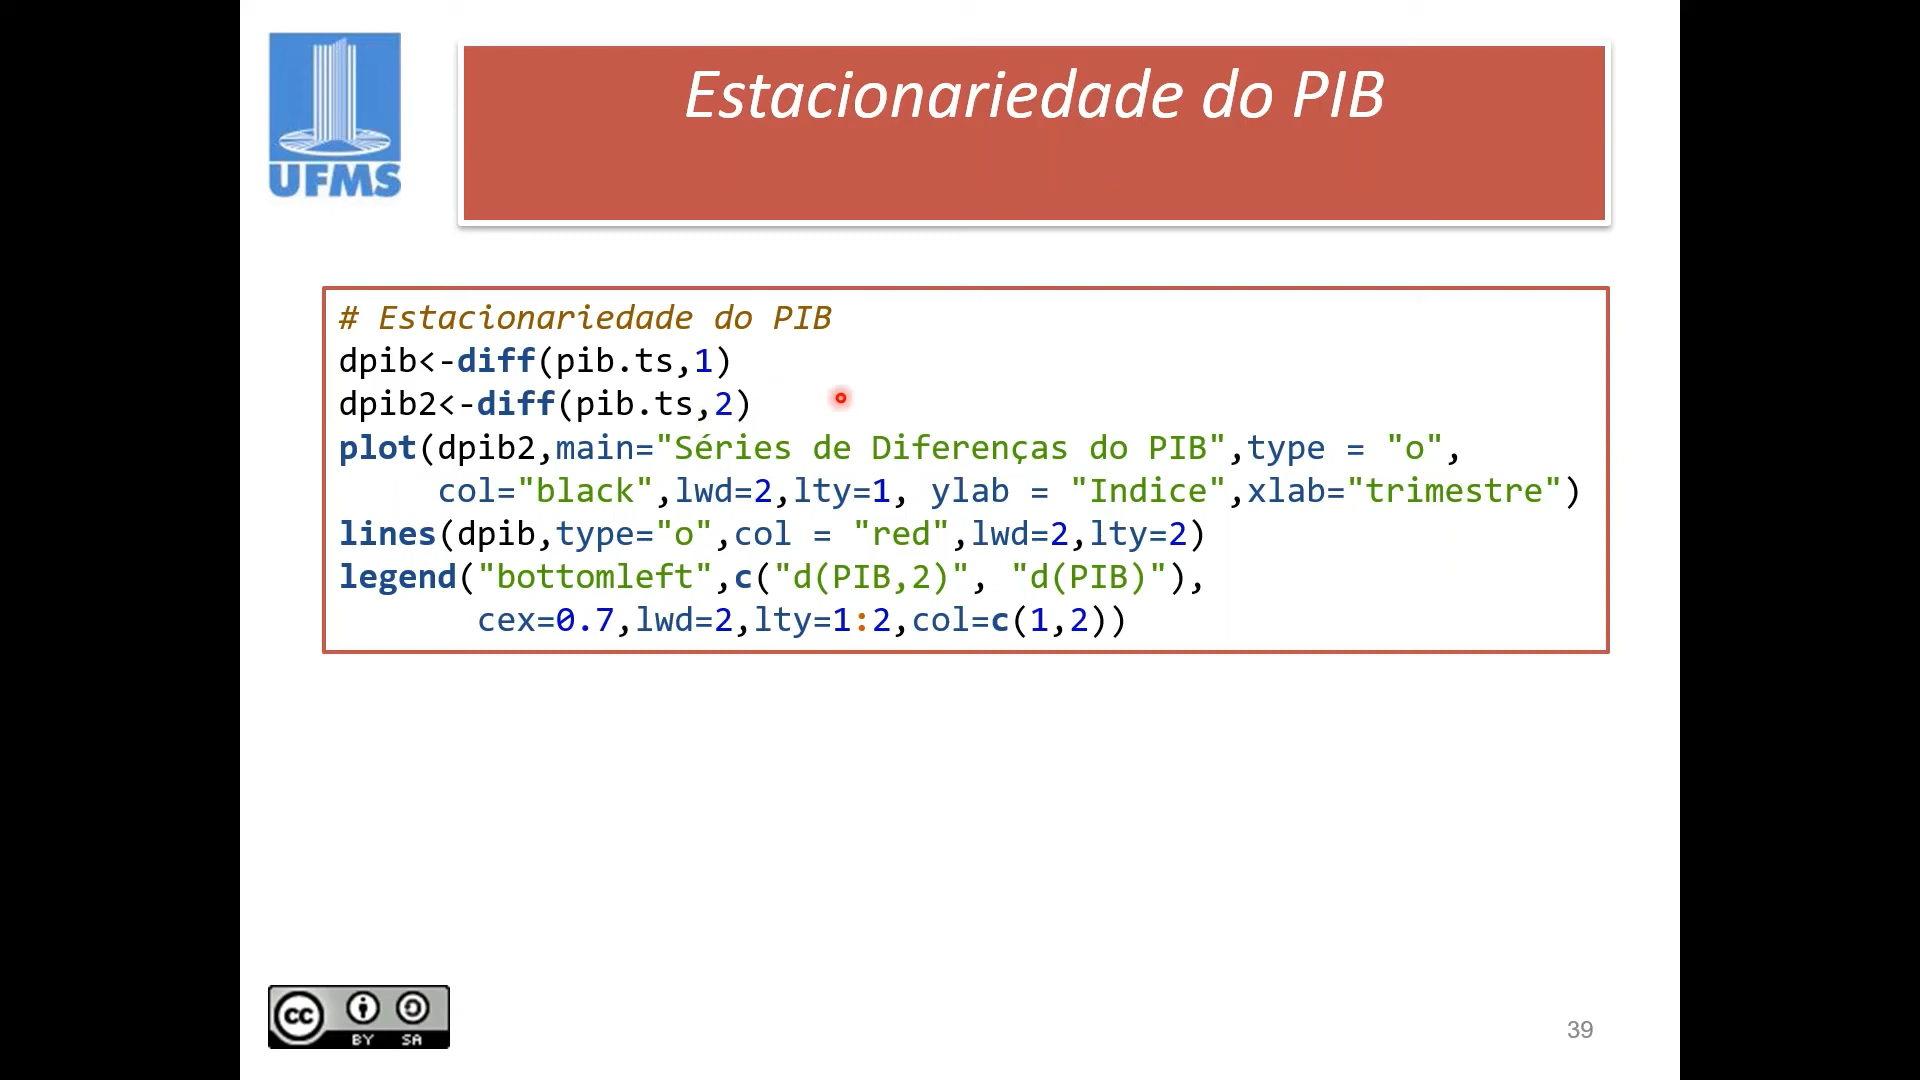 UFMS
Estacionariedade do PIB
# Estacionariedade do PIB
dpib<-diff(pib.ts,1)
dpib2<-diff(pib.ts,2)
plot(dpib2,main="Séries de Diferenças do PIB",type = "o",
col="black",lwd=2,lty=1, ylab = "Indice",xlab="trimestre")
lines(dpib,type="o",col = "red",lwd=2,lty=2)
legend("bottomleft",c("d(PIB,2)", "d(PIB)"),
cex=0.7,lwd=2,lty=1:2,col=c(1,2))
cc
BY SA
39